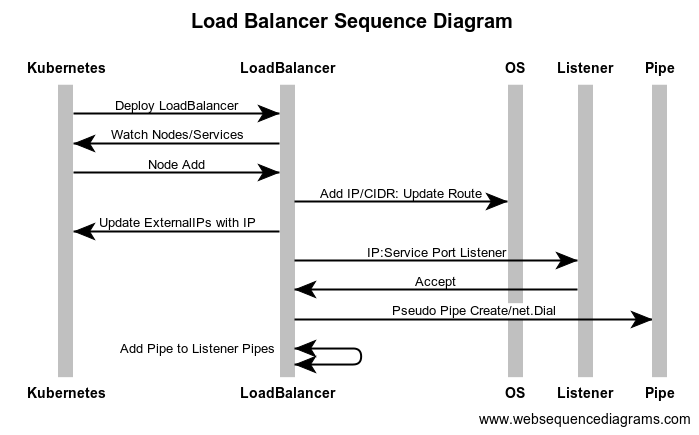 Load Balancer Sequence Diagram
Kubernetes LoadBalancer OS Listener Pipe
Deploy LoadBalancer
Watch Nodes/Services
Node Add
Add IP/CIDR: Update Route
Update ExternalIPs with IP
IP:Service Port Listener
Accept
Pseudo Pipe Create/net.Dial
Add Pipe to Listener Pipes
Kubernetes LoadBalancer OS Listener Pipe
www.websequencediagrams.com